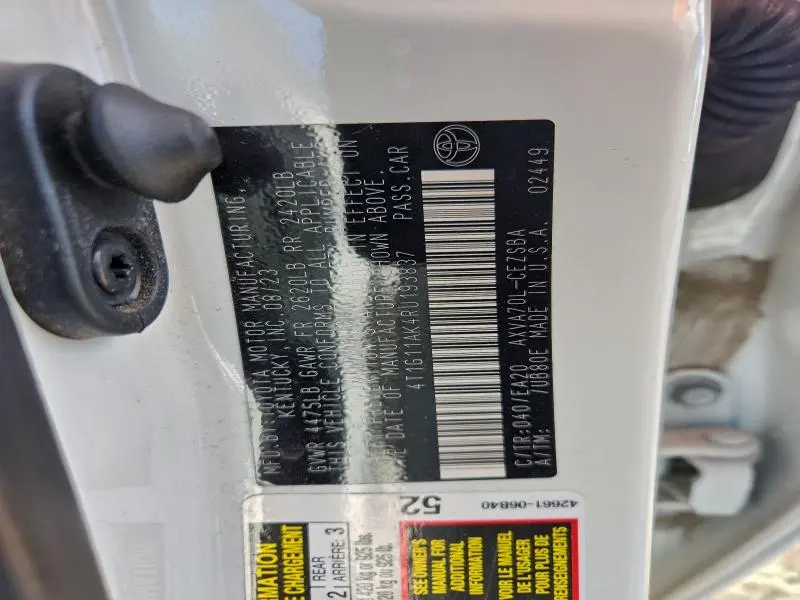 MFD.BY TOYOTA MOTOR MANUFACTURING,
KENTUCKY, INC. 08/23
GVWR 4475LB GAWR FR 2620LB RR 2420LB
THIS VEHICLE CONFORMS TO ALL APPLICABLE
IN EFFECT ON
THE DATE OF MANUFACTURE SHOWN ABOVE.
PASS.CAR
C/TR:040/EA20 AXVA70L-CEZSBA
A/TM: /UB80E MADE IN U.S.A. 02449
52
42661-06B40
REAR
ARRIÈRE: 3
SEE OWNER'S
MANUAL FOR
ADDITIONAL
INFORMATION
VOIR LE MANUEL
DE L'USAGER
POUR PLUS DE
RENSEIGNEMENTS